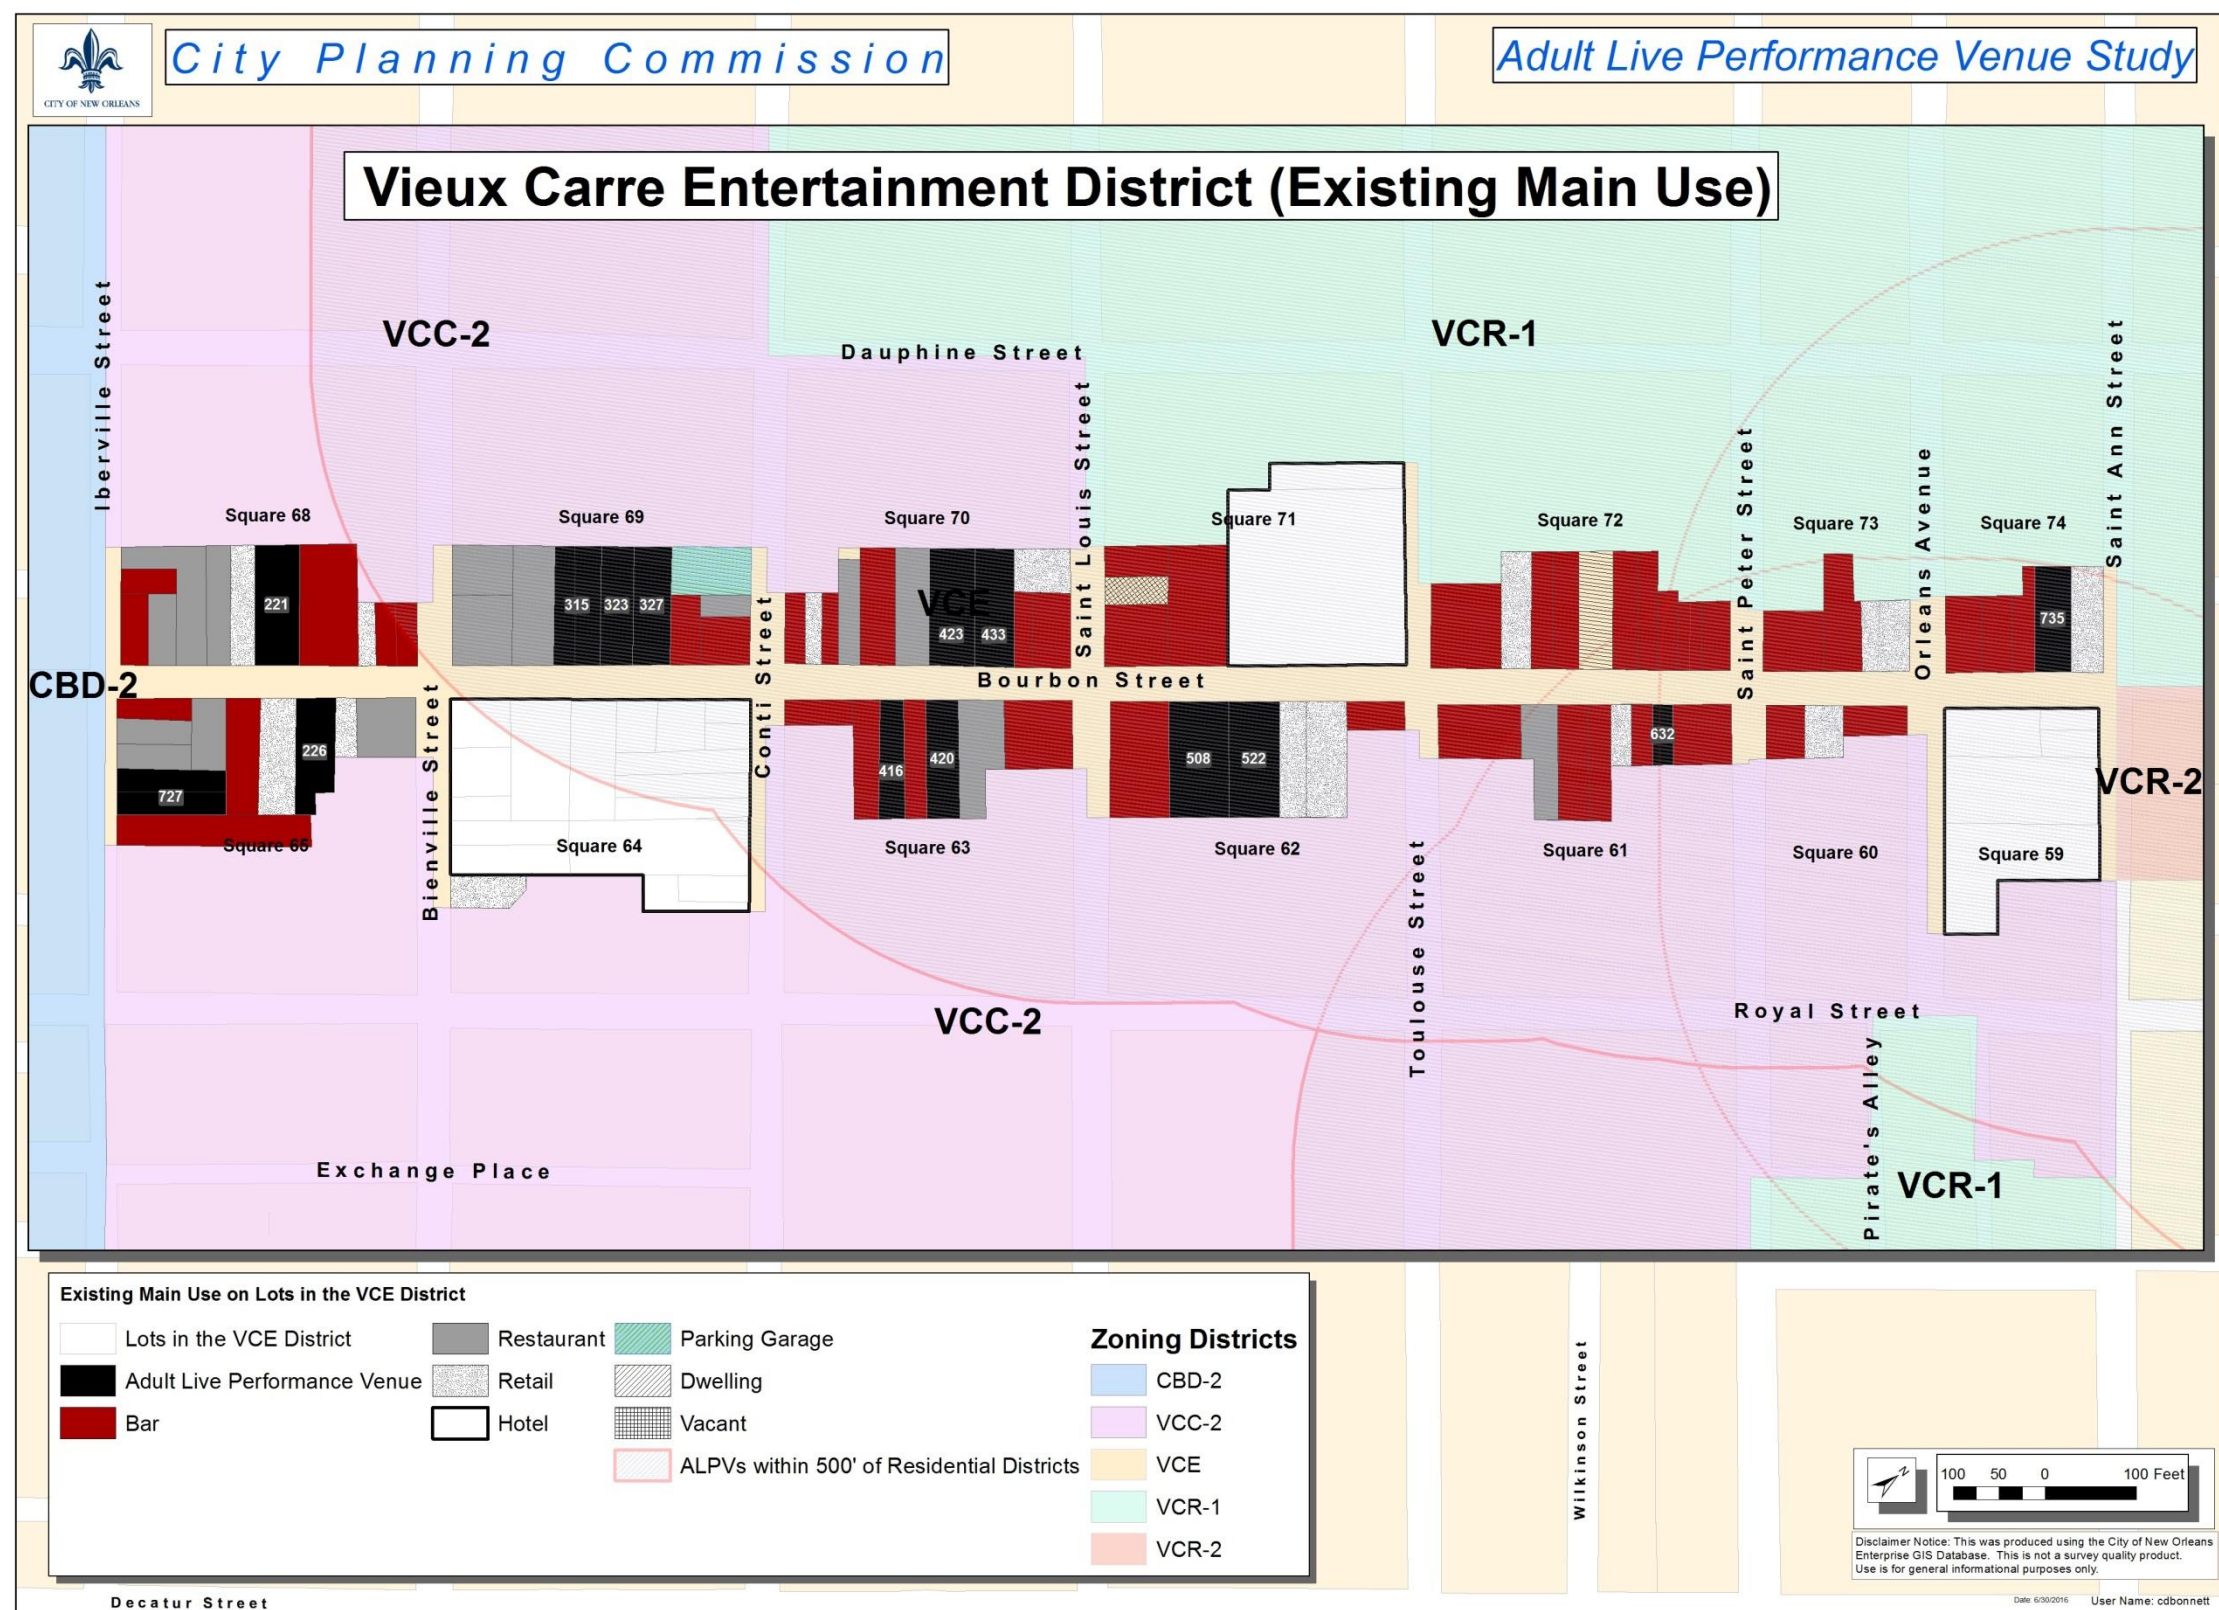 City Planning Commission
Adult Live Performance Venue Study
CITY OF NEW ORLEANS
Vieux Carre Entertainment District (Existing Main Use)
Iberville Street
VCC-2
Dauphine Street
VCR-1
Saint Louis Street
Saint Peter Street
Orleans Avenue
Saint Ann Street
Square 68
Square 69
Square 70
Square 71
Square 72
Square 73
Square 74
221
315
323
327
VCE
423
433
735
CBD-2
Bienville Street
Conti Street
Bourbon Street
727
226
416
420
508
522
632
VCR-2
Square 65
Square 64
Square 63
Square 62
Toulouse Street
Square 61
Square 60
Square 59
VCC-2
Royal Street
Pirate's Alley
Exchange Place
VCR-1
Existing Main Use on Lots in the VCE District
Lots in the VCE District
Adult Live Performance Venue
Bar
Restaurant
Retail
Hotel
Parking Garage
Dwelling
Vacant
ALPVs within 500' of Residential Districts
Zoning Districts
CBD-2
VCC-2
VCE
VCR-1
VCR-2
Wilkinson Street
N
100 50 0 100 Feet
Disclaimer Notice: This was produced using the City of New Orleans
Enterprise GIS Database. This is not a survey quality product.
Use is for general informational purposes only.
Decatur Street
Date: 6/30/2016
User Name: cdbonnett